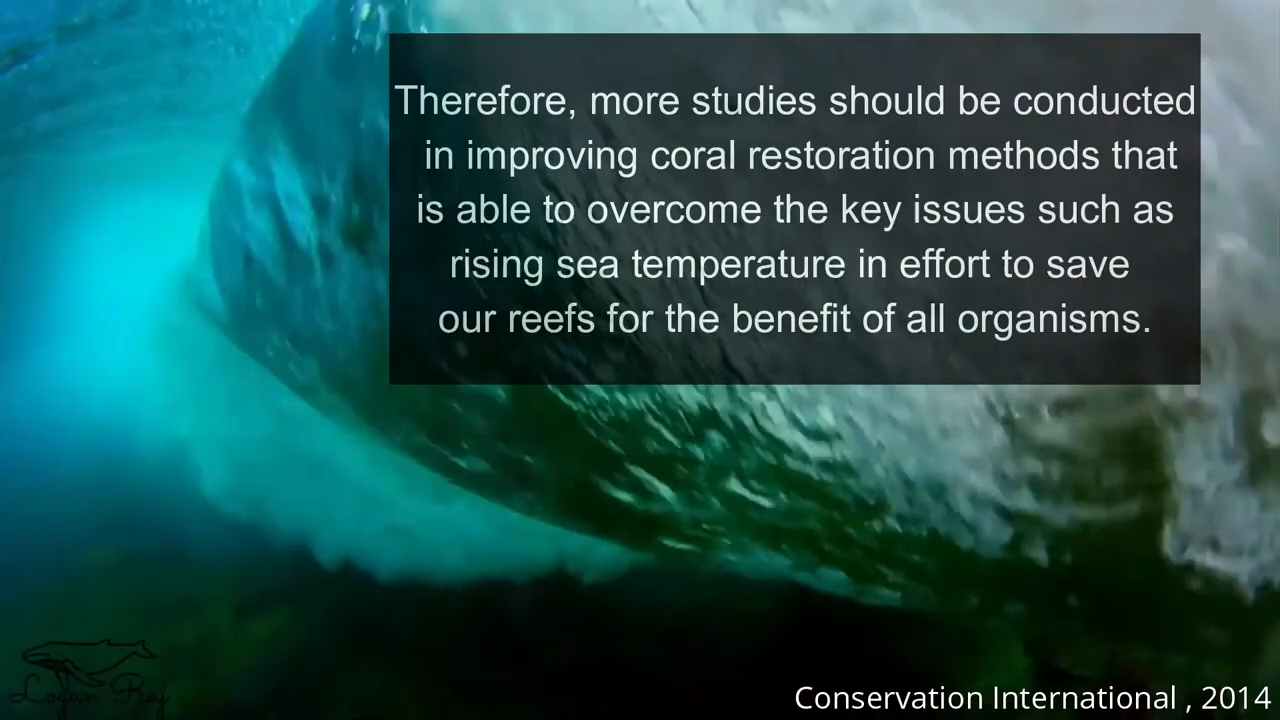 Therefore, more studies should be conducted
in improving coral restoration methods that
is able to overcome the key issues such as
rising sea temperature in effort to save
our reefs for the benefit of all organisms.
Logan Raj
Conservation International , 2014